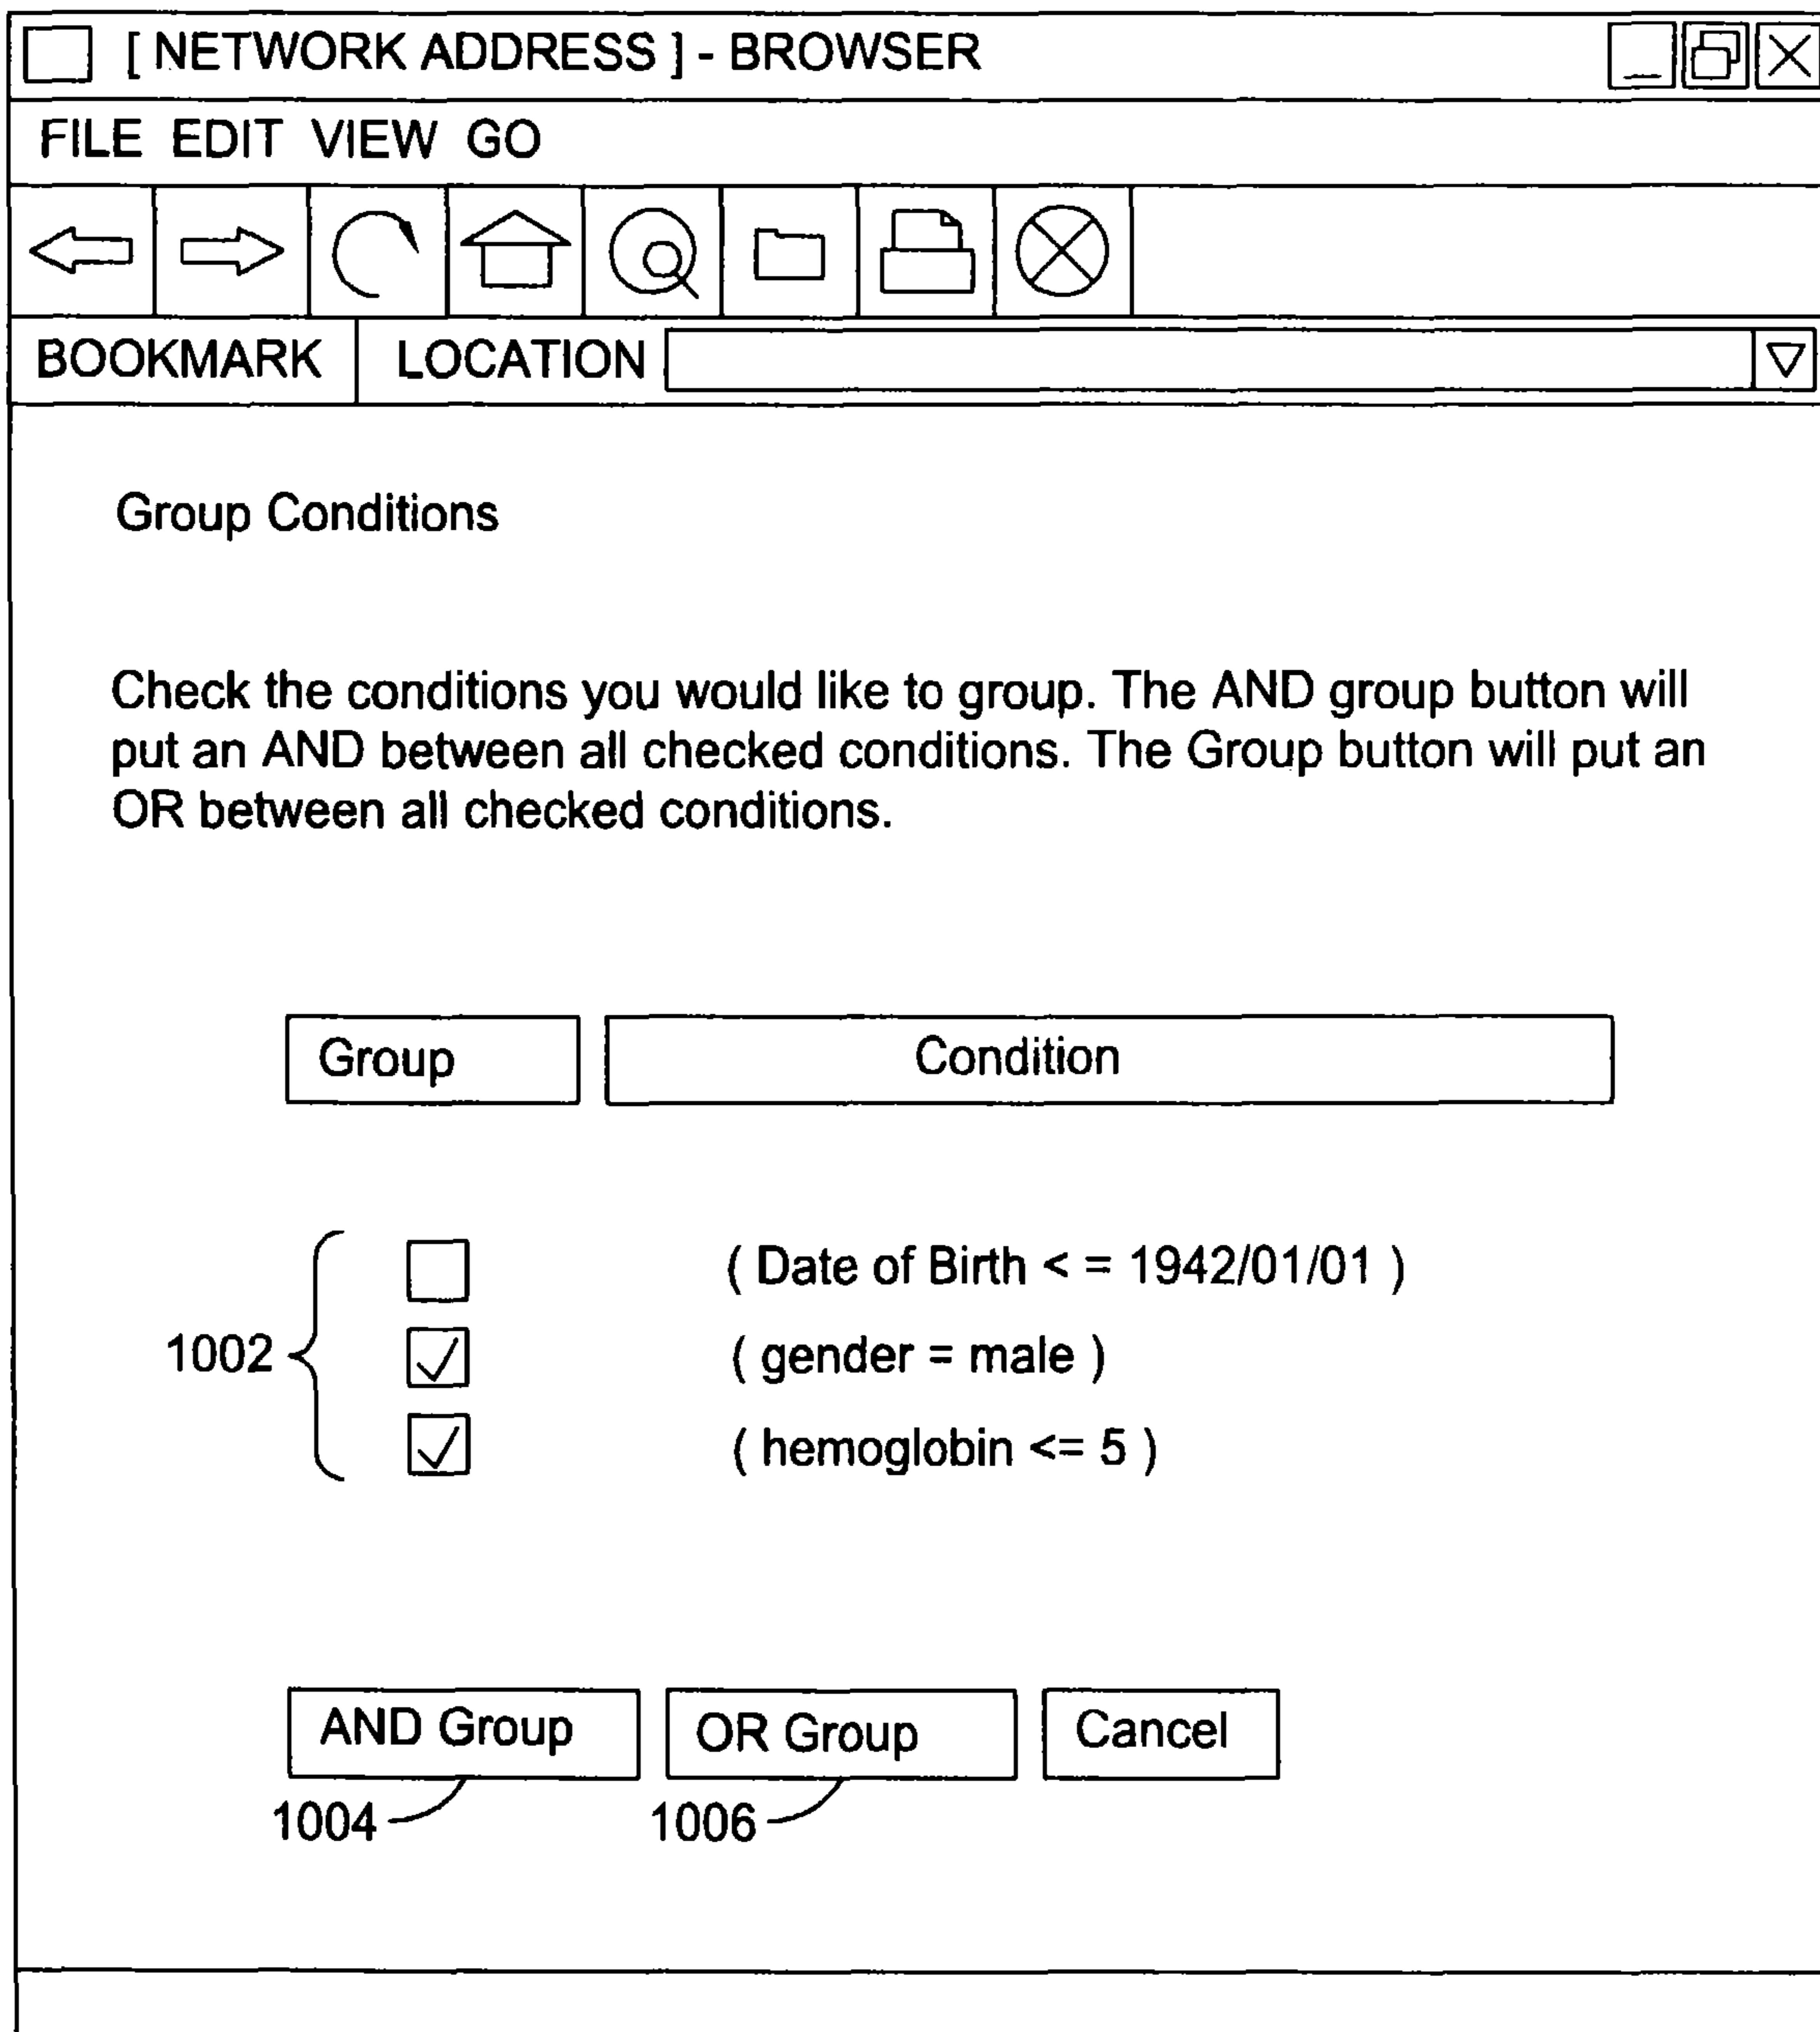 [ NETWORK ADDRESS ] - BROWSER
FILE EDIT VIEW GO
BOOKMARK LOCATION
Group Conditions
Check the conditions you would like to group. The AND group button will
put an AND between all checked conditions. The Group button will put an
OR between all checked conditions.
Group Condition
( Date of Birth < = 1942/01/01 )
1002 ( gender = male )
( hemoglobin <= 5 )
AND Group OR Group Cancel
1004 1006